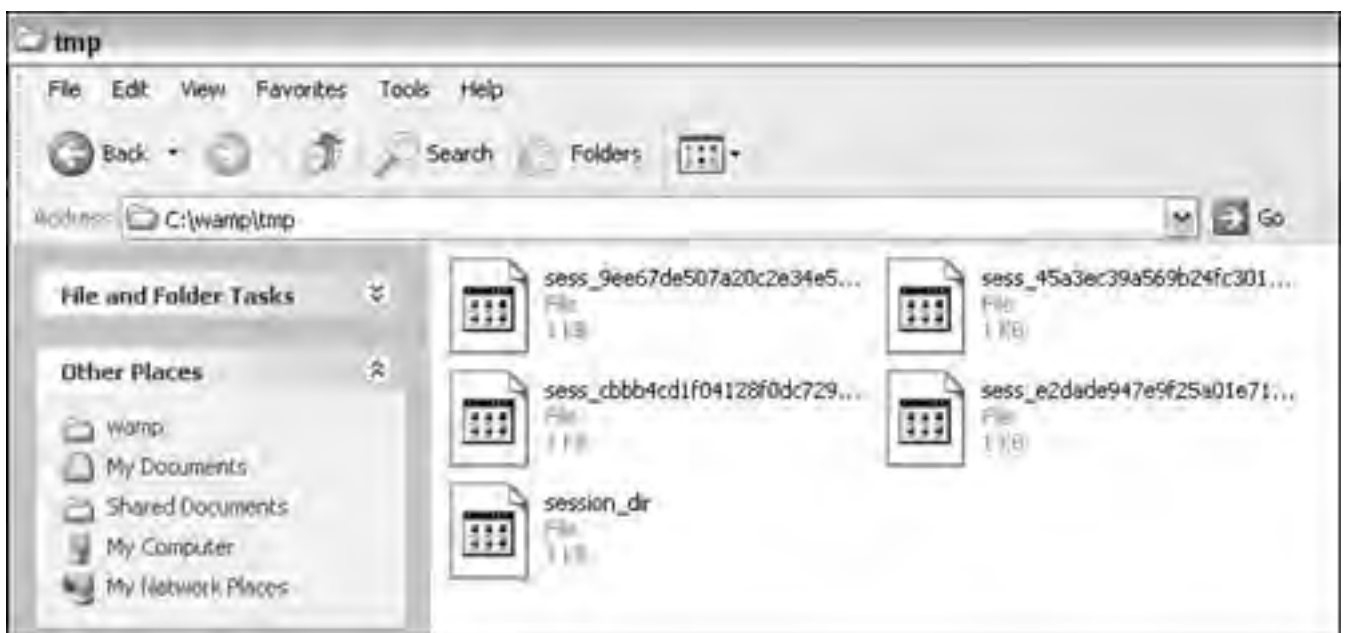 tmp
File Edit View Favorites Tools Help
Back Search Folders
Address C:\wamp\tmp Go
File and Folder Tasks
Other Places
wamp
My Documents
Shared Documents
My Computer
My Network Places
sess_9ee67de507a20c2e34e5...
File
1 KB
sess_45a3ec39a569b24fc301...
File
1 KB
sess_cbbb4cd1f04128f0dc729...
File
1 KB
sess_e2dade947e9f25a01e71...
File
1 KB
session_dir
File
1 KB